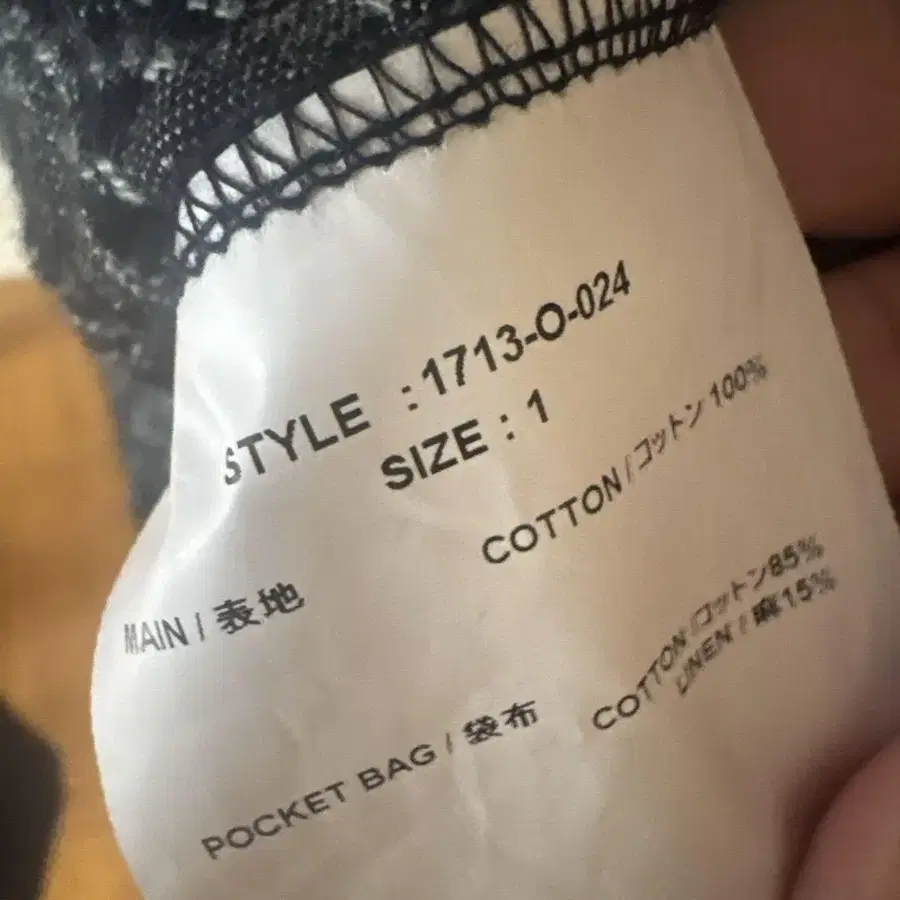 STYLE : 1713-O-024
SIZE : 1
MAIN / 表地 COTTON / コットン 100%
POCKET BAG / 袋布 COTTON / コットン 85%
LINEN / 麻 15%